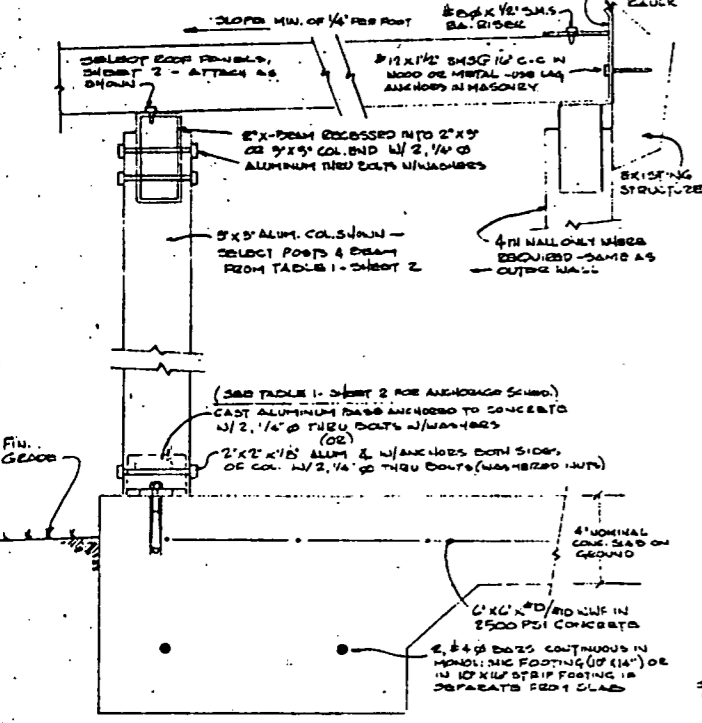 SLOPE MIN. OF 1/4" PER FOOT
#8∅ X 1/2" S.M.S.
EA. RISER
CAULK
SELECT ROOF PANELS,
SHEET 2 - ATTACH AS
SHOWN
#12 X 1 1/2" SMS@ 16" C-C IN
WOOD OR METAL - USE LAG
ANCHORS IN MASONRY
2" X - BEAM RECESSED INTO 2" X 3"
OR 3" X 3" COL. END W/ 2, 1/4" ∅
ALUMINUM THRU BOLTS W/WASHERS
EXISTING
STRUCTURE
3" X 3" ALUM. COL. SHOWN -
SELECT POSTS & BEAM
FROM TABLE 1 - SHEET 2
4TH WALL ONLY WHERE
REQUIRED - SAME AS
OUTER WALL
(SEE TABLE 1 - SHEET 2 FOR ANCHORAGE SCHED.)
CAST ALUMINUM BASE ANCHORED TO CONCRETE
W/ 2, 1/4" ∅ THRU BOLTS W/WASHERS
(OR)
2" X 2" X 1/8" ALUM ∠ W/ANCHORS BOTH SIDES
OF COL. W/ 2, 1/4" ∅ THRU BOLTS (WASHERED NUTS)
FIN.
GRADE
4" NOMINAL
CONC. SLAB ON
GROUND
6" X 6" X #10/#10 WWF IN
2500 PSI CONCRETE
2, #4 ∅ BARS CONTINUOUS IN
MONOLITHIC FOOTING (10" X 14") OR
IN 10" X 16" STRIP FOOTING IF
SEPARATE FROM SLAB